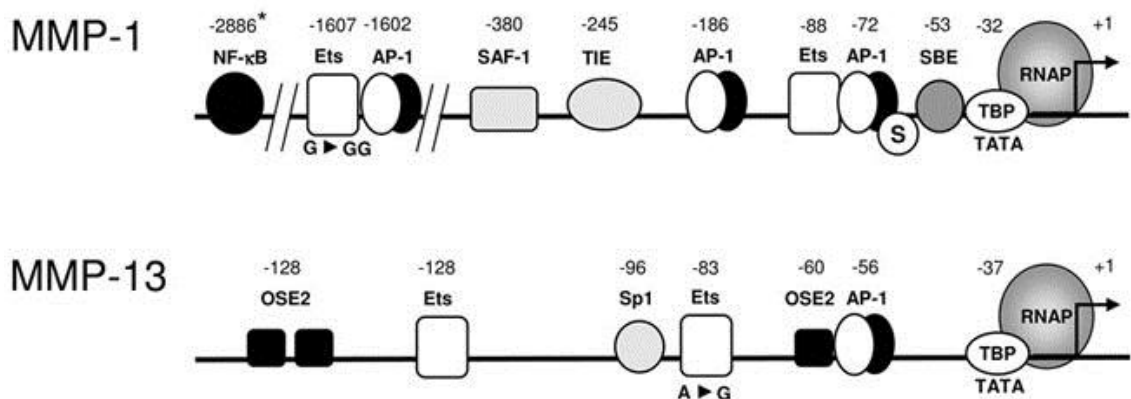 MMP-1
-2886* -1607 -1602 -380 -245 -186 -88 -72 -53 -32 +1
NF-κB Ets AP-1 SAF-1 TIE AP-1 Ets AP-1 SBE RNAP
TBP
S
G ► GG TATA
MMP-13
-128 -128 -96 -83 -60 -56 -37 +1
OSE2 Ets Sp1 Ets OSE2 AP-1 RNAP
TBP
A ► G TATA